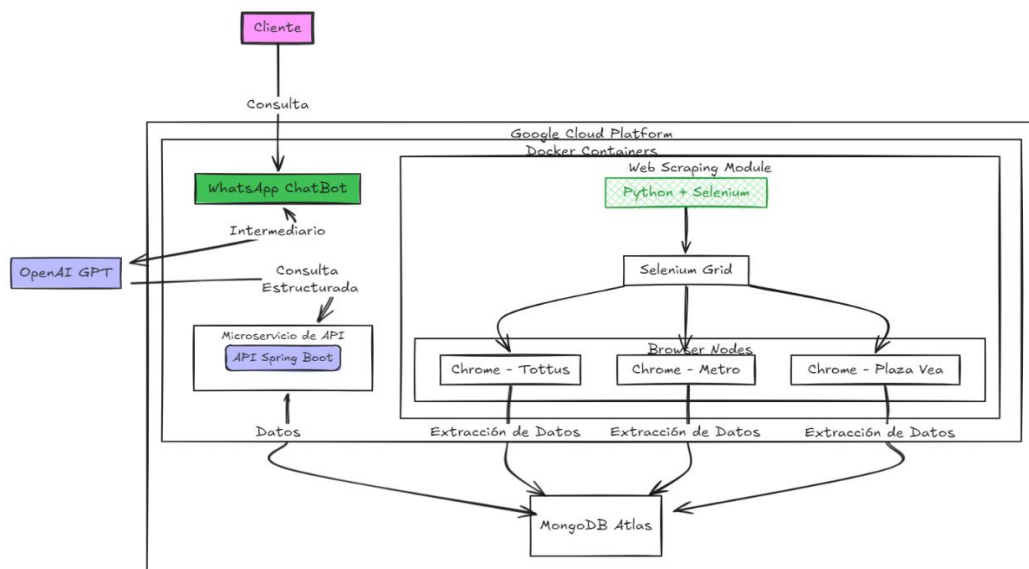 Cliente
Consulta
Google Cloud Platform
Docker Containers
Web Scraping Module
WhatsApp ChatBot
Python + Selenium
Intermediario
OpenAI GPT
Selenium Grid
Consulta
Estructurada
Microservicio de API
API Spring Boot
Browser Nodes
Chrome - Tottus
Chrome - Metro
Chrome - Plaza Vea
Datos
Extracción de Datos
Extracción de Datos
Extracción de Datos
MongoDB Atlas